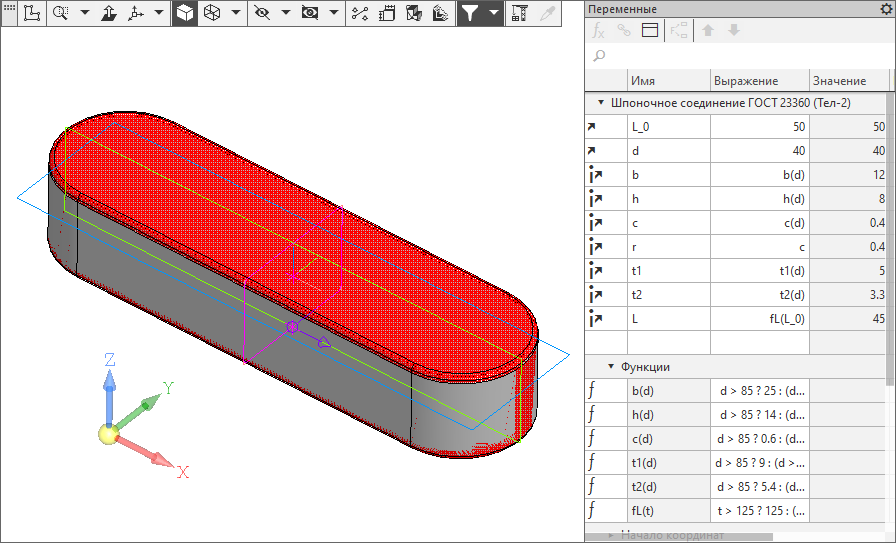 Переменные
Имя Выражение Значение
Шпоночное соединение ГОСТ 23360 (Тел-2)
L_0 50 50
d 40 40
b b(d) 12
h h(d) 8
c c(d) 0.4
r c 0.4
t1 t1(d) 5
t2 t2(d) 3.3
L fL(L_0) 45
Функции
b(d) d > 85 ? 25 : (d...
h(d) d > 85 ? 14 : (d...
c(d) d > 85 ? 0.6 : (d...
t1(d) d > 85 ? 9 : (d >...
t2(d) d > 85 ? 5.4 : (d...
fL(t) t > 125 ? 125 : (...
Начало координат
Z
Y
X